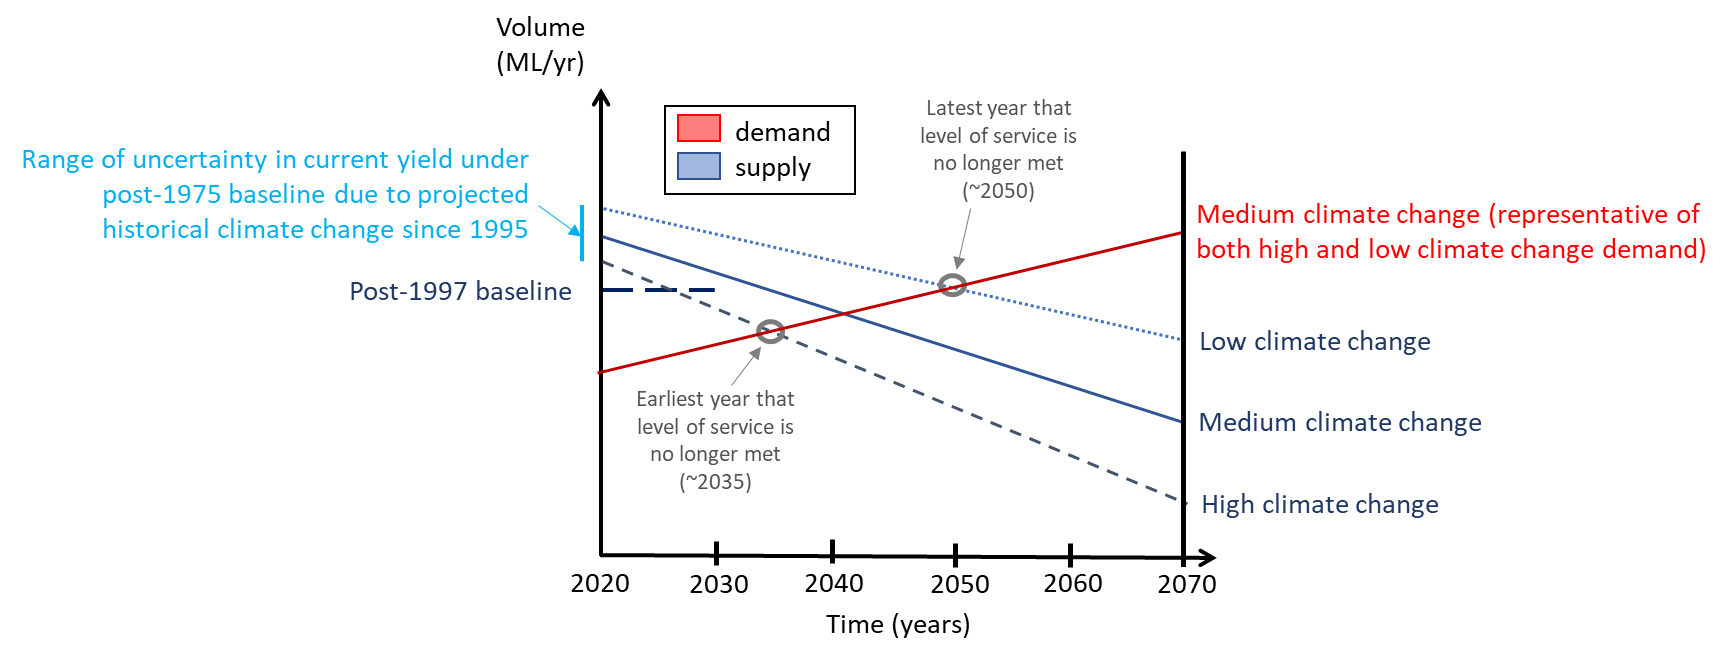 Volume
(ML/yr)
demand
supply
Latest year that
level of service is
no longer met
(~2050)
Range of uncertainty in current yield under
post-1975 baseline due to projected
historical climate change since 1995
Post-1997 baseline
Medium climate change (representative of
both high and low climate change demand)
Low climate change
Medium climate change
High climate change
Earliest year that
level of service is
no longer met
(~2035)
2020 2030 2040 2050 2060 2070
Time (years)